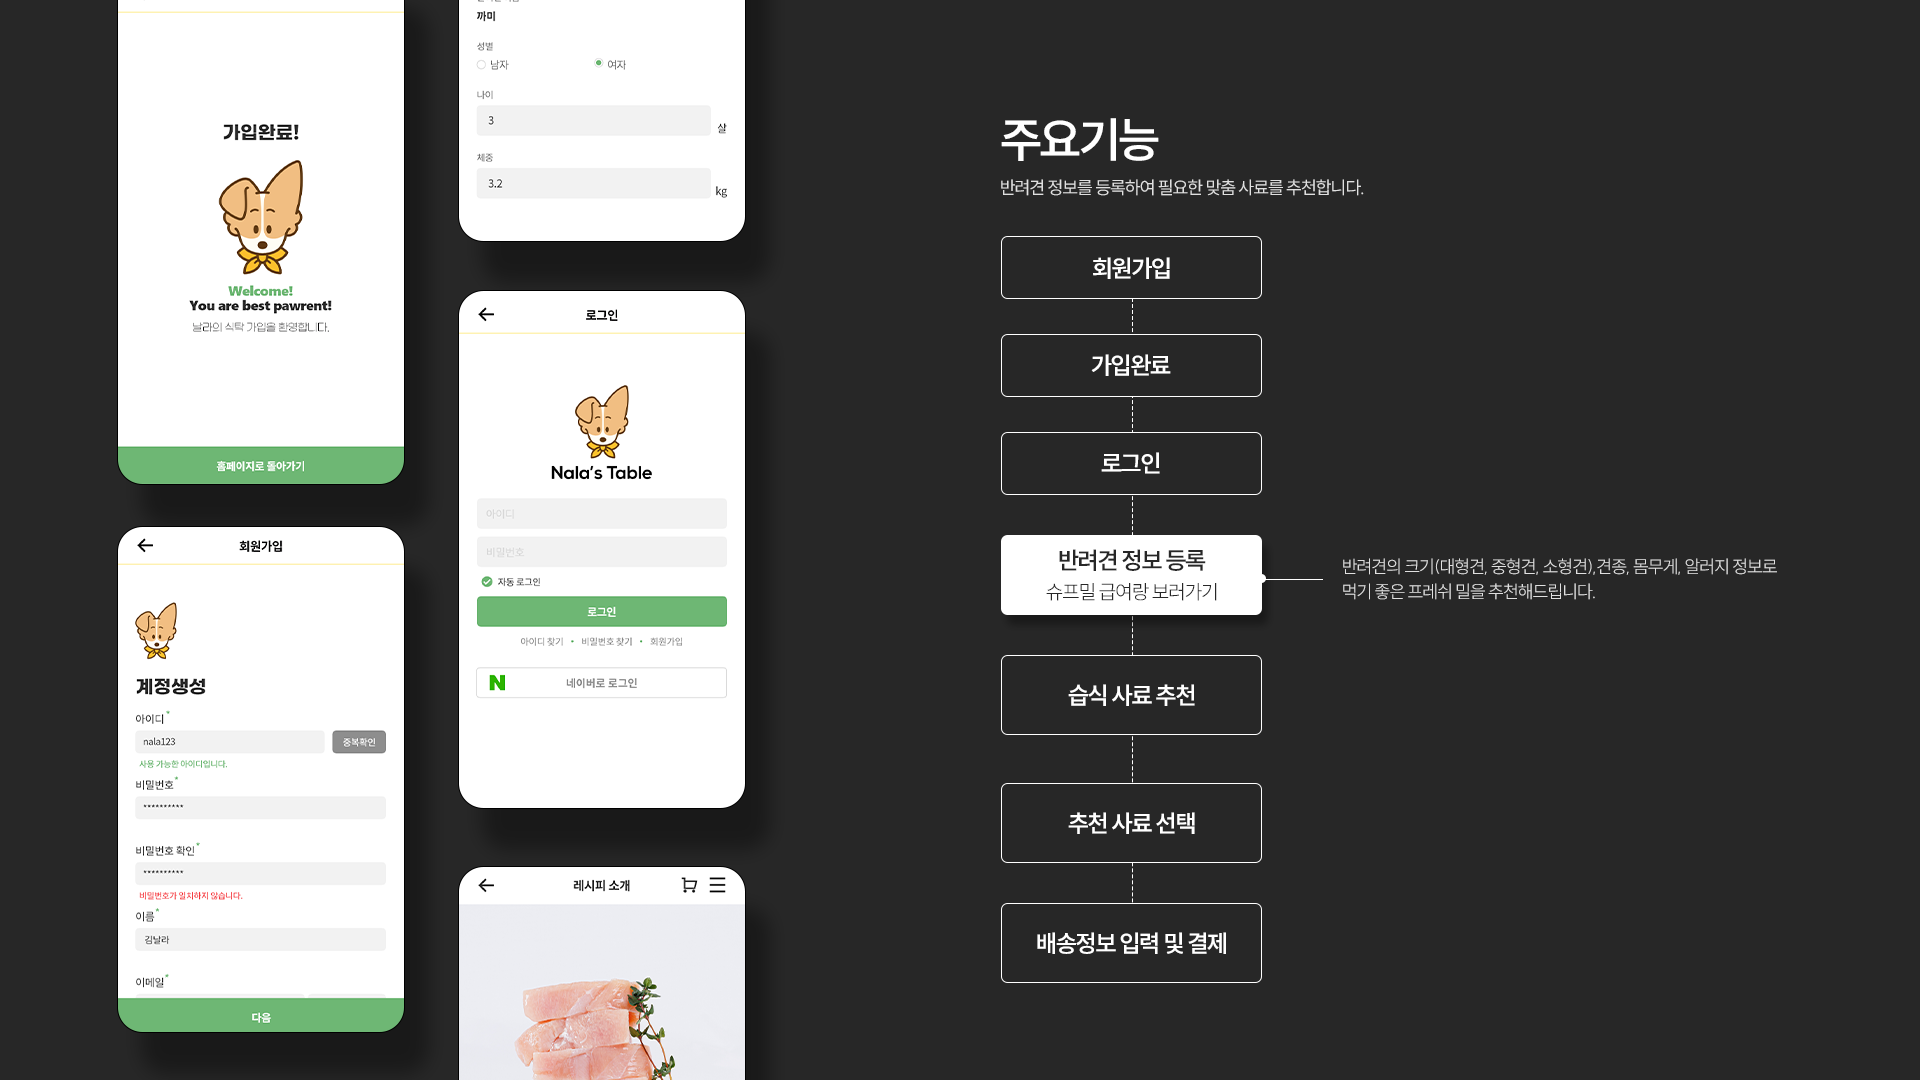 가입완료!
Welcome!
You are best pawrent!
날라의 식탁 가입을 환영합니다.
홈페이지로 돌아가기
회원가입
계정생성
아이디*
nala123
중복확인
사용 가능한 아이디입니다.
비밀번호*
**********
비밀번호 확인*
**********
비밀번호가 일치하지 않습니다.
이름*
김날라
이메일*
다음
까미
성별
남자
여자
나이
3
살
체중
3.2
kg
로그인
Nala's Table
아이디
비밀번호
자동 로그인
로그인
아이디 찾기 • 비밀번호 찾기 • 회원가입
N 네이버로 로그인
레시피 소개
주요기능
반려견 정보를 등록하여 필요한 맞춤 사료를 추천합니다.
회원가입
가입완료
로그인
반려견 정보 등록
슈프밀 급여량 보러가기
반려견의 크기(대형견, 중형견, 소형견),견종, 몸무게, 알러지 정보로
먹기 좋은 프레쉬 밀을 추천해드립니다.
습식 사료 추천
추천 사료 선택
배송정보 입력 및 결제